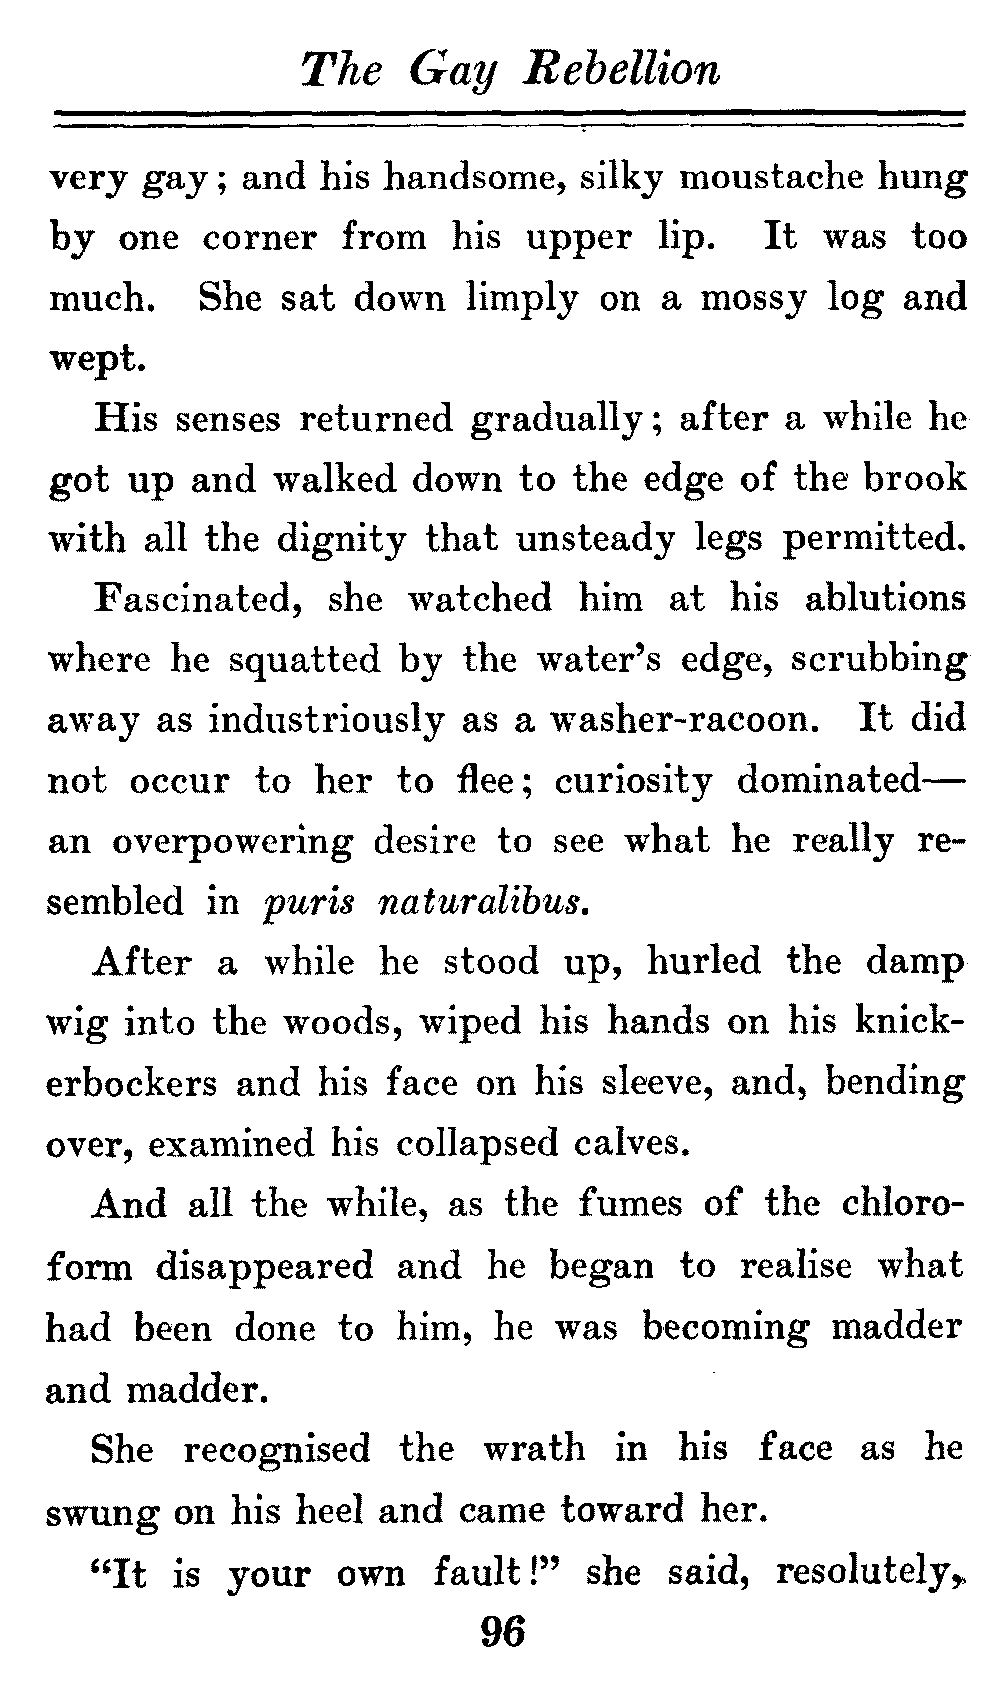 The Gay Rebellion
very gay; and his handsome, silky moustache hung
by one corner from his upper lip. It was too
much. She sat down limply on a mossy log and
wept.
His senses returned gradually; after a while he
got up and walked down to the edge of the brook
with all the dignity that unsteady legs permitted.
Fascinated, she watched him at his ablutions
where he squatted by the water's edge, scrubbing
away as industriously as a washer-racoon. It did
not occur to her to flee; curiosity dominated—
an overpowering desire to see what he really re-
sembled in puris naturalibus.
After a while he stood up, hurled the damp
wig into the woods, wiped his hands on his knick-
erbockers and his face on his sleeve, and, bending
over, examined his collapsed calves.
And all the while, as the fumes of the chloro-
form disappeared and he began to realise what
had been done to him, he was becoming madder
and madder.
She recognised the wrath in his face as he
swung on his heel and came toward her.
“It is your own fault!” she said, resolutely,
96